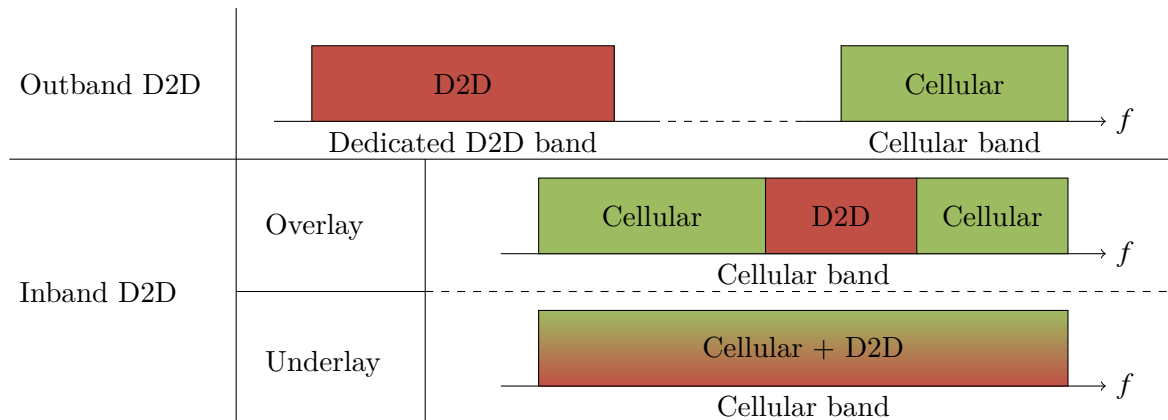 Outband D2D
D2D
Cellular
f
Dedicated D2D band
Cellular band
Inband D2D
Overlay
Cellular
D2D
Cellular
f
Cellular band
Underlay
Cellular + D2D
f
Cellular band